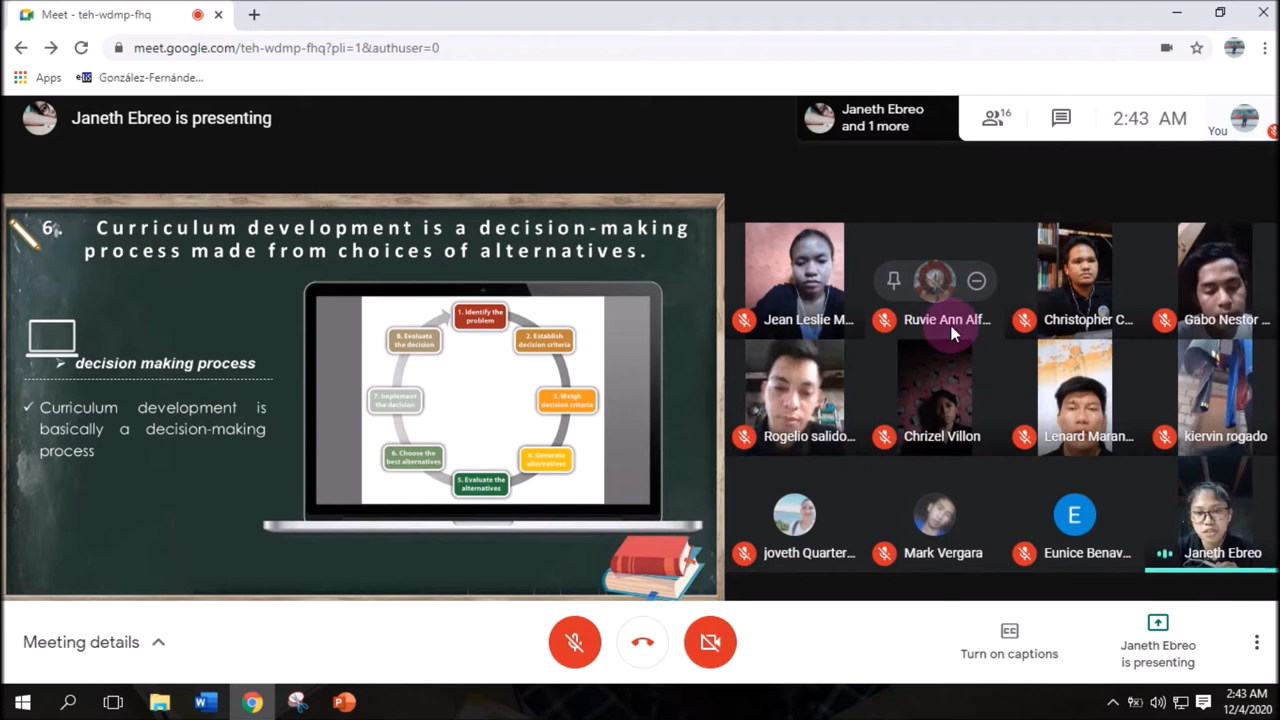 Meet - teh-wdmp-fhq
meet.google.com/teh-wdmp-fhq?pli=1&authuser=0
Apps
González-Fernánde...
Janeth Ebreo is presenting
Janeth Ebreo
and 1 more
16
2:43 AM
You
6. Curriculum development is a decision-making
process made from choices of alternatives.
➢ decision making process
✓ Curriculum development is
basically a decision-making
process
1. Identify the
problem
2. Establish
decision criteria
3. Weigh
decision criteria
4. Generate
alternatives
5. Evaluate the
alternatives
6. Choose the
best alternatives
7. Implement
the decision
8. Evaluate
the decision
Jean Leslie M...
Ruvie Ann Alf...
Christopher C...
Gabo Nestor ...
Rogelio salido...
Chrizel Villon
Lenard Maran...
kiervin rogado
joveth Quarter...
Mark Vergara
E
Eunice Benav...
Janeth Ebreo
Meeting details
CC
Turn on captions
Janeth Ebreo
is presenting
2:43 AM
12/4/2020